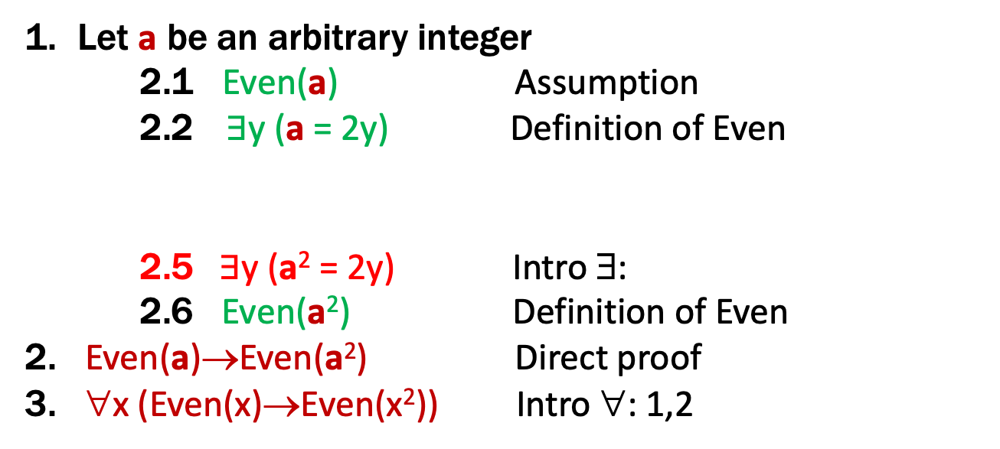 1. Let a be an arbitrary integer
2.1 Even(a) Assumption
2.2 ∃y (a = 2y) Definition of Even
2.5 ∃y (a² = 2y) Intro ∃:
2.6 Even(a²) Definition of Even
2. Even(a)→Even(a²) Direct proof
3. ∀x (Even(x)→Even(x²)) Intro ∀: 1,2